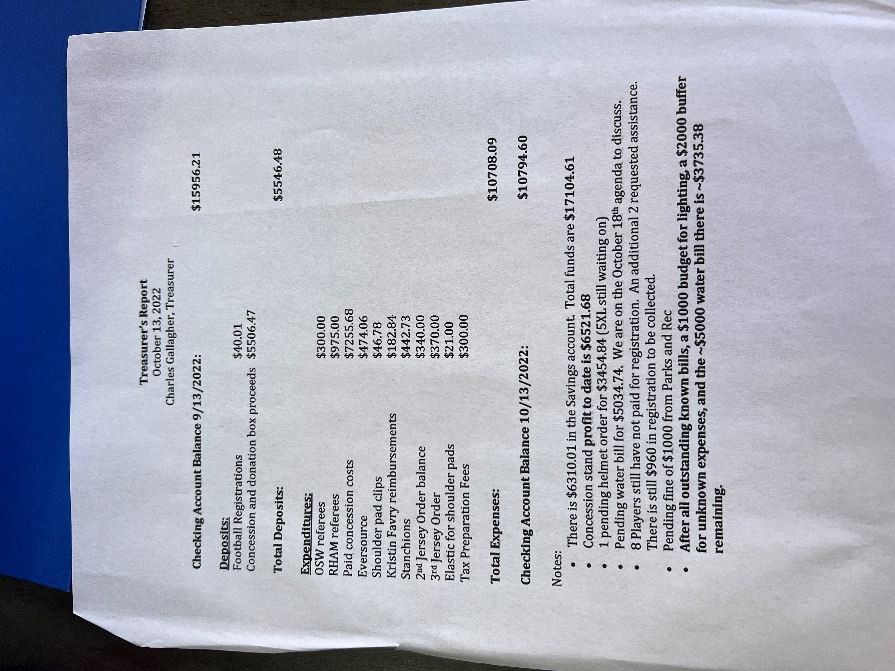 Treasurer's Report
October 13, 2022
Charles Gallagher, Treasurer
Checking Account Balance 9/13/2022: $15956.21
Deposits:
Football Registrations $40.01
Concession and donation box proceeds $5506.47
Total Deposits: $5546.48
Expenditures:
OSW referees $300.00
RHAM referees $975.00
Paid concession costs $7255.68
Eversource $474.06
Shoulder pad clips $46.78
Kristin Favry reimbursements $182.84
Stanchions $442.73
2nd Jersey Order balance $340.00
3rd Jersey Order $370.00
Elastic for shoulder pads $21.00
Tax Preparation Fees $300.00
Total Expenses: $10708.09
Checking Account Balance 10/13/2022: $10794.60
Notes:
• There is $6310.01 in the Savings account. Total funds are $17104.61
• Concession stand profit to date is $6521.68
• 1 pending helmet order for $3454.84 (5XL still waiting on)
• Pending water bill for $5034.74. We are on the October 18th agenda to discuss.
• 8 Players still have not paid for registration. An additional 2 requested assistance.
There is still $960 in registration to be collected.
• Pending fine of $1000 from Parks and Rec
• After all outstanding known bills, a $1000 budget for lighting, a $2000 buffer
for unknown expenses, and the ~$5000 water bill there is ~$3735.38
remaining.